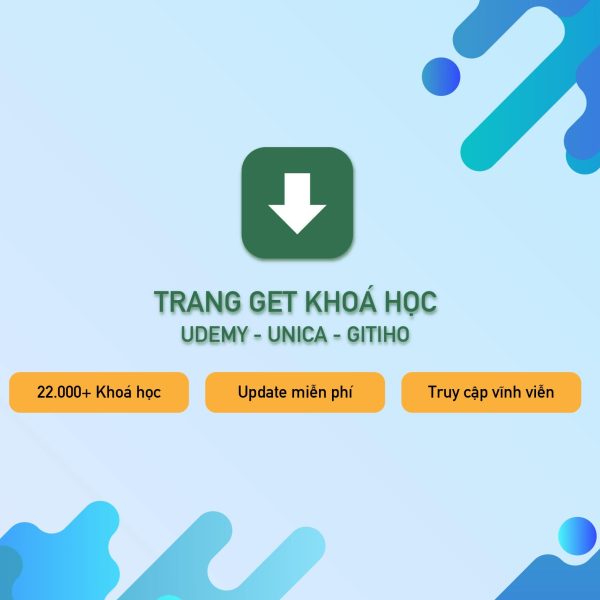 TRANG GET KHOÁ HỌC
UDEMY - UNICA - GITIHO
22.000+ Khoá học
Update miễn phí
Truy cập vĩnh viễn